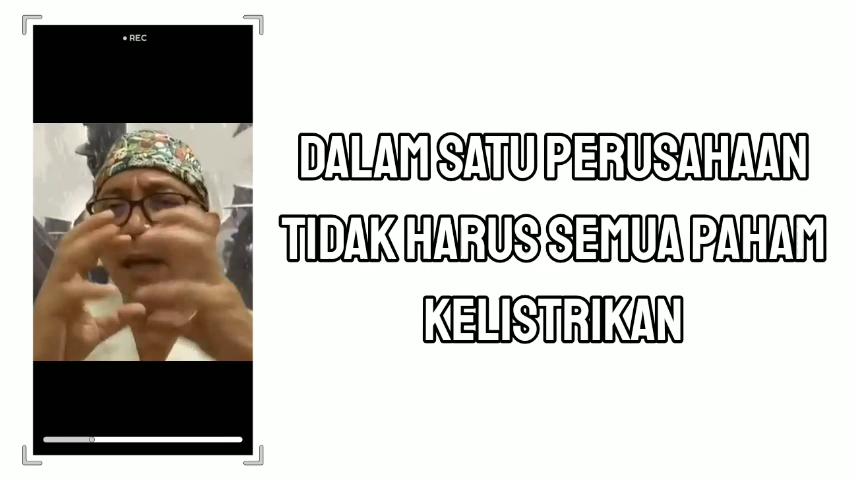 REC
DALAM SATU PERUSAHAAN
TIDAK HARUS SEMUA PAHAM
KELISTRIKAN